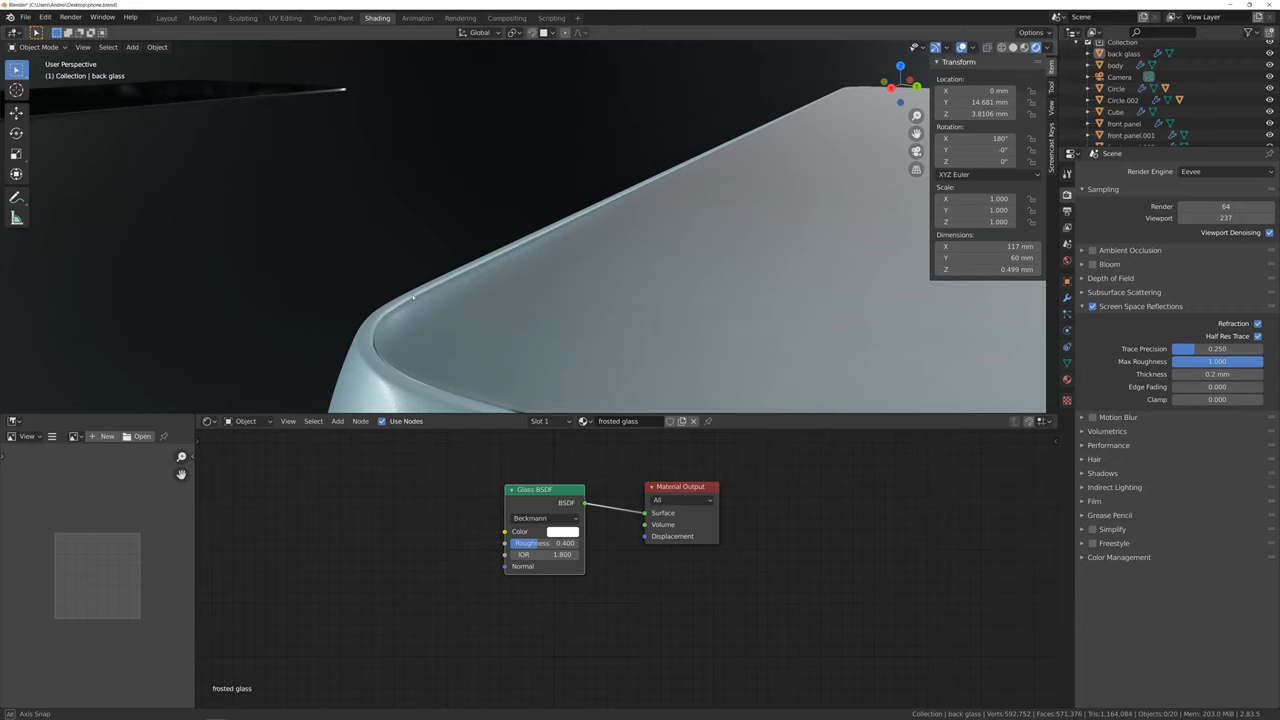 Blender* [C:\Users\Andrei\Desktop\phone.blend]
File Edit Render Window Help Layout Modeling Sculpting UV Editing Texture Paint Shading Animation Rendering Compositing Scripting Scene View Layer
Global Options
Object Mode View Select Add Object
User Perspective
(1) Collection | back glass
Transform
Location:
X 0 mm
Y 14.681 mm
Z 3.8106 mm
Rotation:
X 180°
Y -0°
Z 0°
XYZ Euler
Scale:
X 1.000
Y 1.000
Z 1.000
Dimensions:
X 117 mm
Y 60 mm
Z 0.499 mm
Item
Tool
View
Screencast Keys
Z
X
Y
Collection
back glass
body
Camera
Circle
Circle.002
Cube
front panel
front panel.001
Scene
Render Engine Eevee
Sampling
Render 64
Viewport 237
Viewport Denoising
Ambient Occlusion
Bloom
Depth of Field
Subsurface Scattering
Screen Space Reflections
Refraction
Half Res Trace
Trace Precision 0.250
Max Roughness 1.000
Thickness 0.2 mm
Edge Fading 0.000
Clamp 0.000
Motion Blur
Volumetrics
Performance
Hair
Shadows
Indirect Lighting
Film
Grease Pencil
Simplify
Freestyle
Color Management
View New Open
Object View Select Add Node Use Nodes Slot 1 frosted glass
Glass BSDF
BSDF
Beckmann
Color
Roughness 0.400
IOR 1.800
Normal
Material Output
All
Surface
Volume
Displacement
frosted glass
Axis Snap
Collection | back glass | Verts:592,752 | Faces:571,376 | Tris:1,164,084 | Objects:0/20 | Mem: 203.0 MiB | 2.83.5